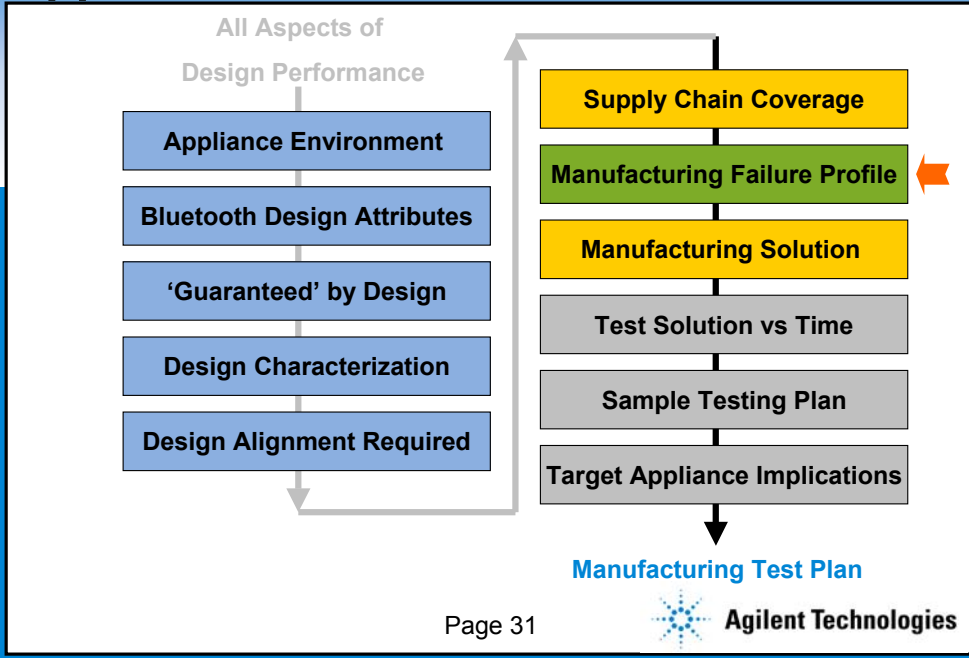 All Aspects of
Design Performance
Appliance Environment
Bluetooth Design Attributes
‘Guaranteed’ by Design
Design Characterization
Design Alignment Required
Supply Chain Coverage
Manufacturing Failure Profile
Manufacturing Solution
Test Solution vs Time
Sample Testing Plan
Target Appliance Implications
Manufacturing Test Plan
Page 31
Agilent Technologies